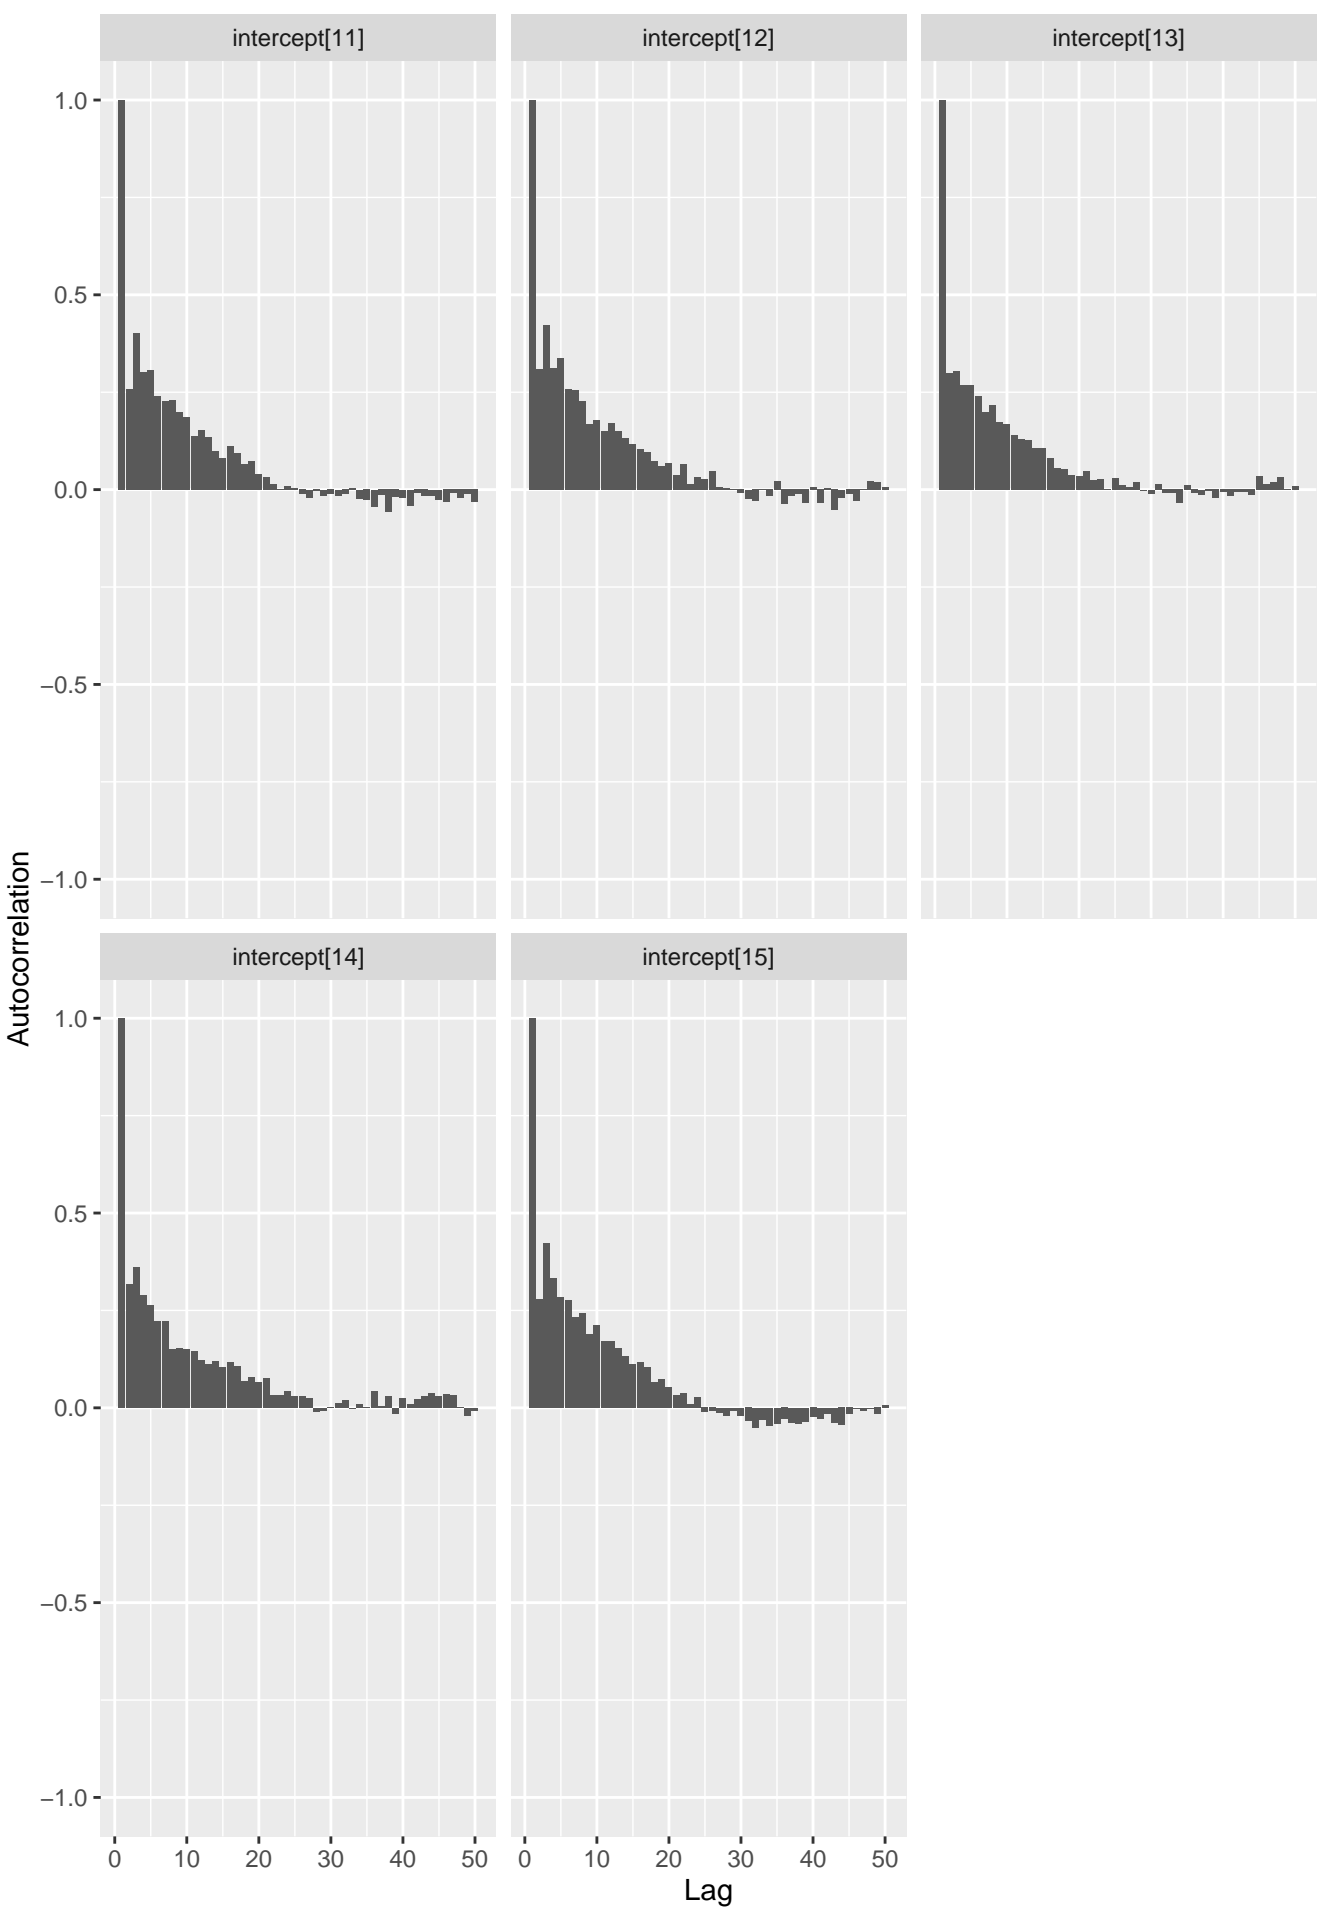 intercept[11] intercept[12] intercept[13]
1.0
0.5
0.0
−0.5
−1.0
Autocorrelation
intercept[14] intercept[15]
1.0
0.5
0.0
−0.5
−1.0
0 10 20 30 40 50 0 10 20 30 40 50
Lag